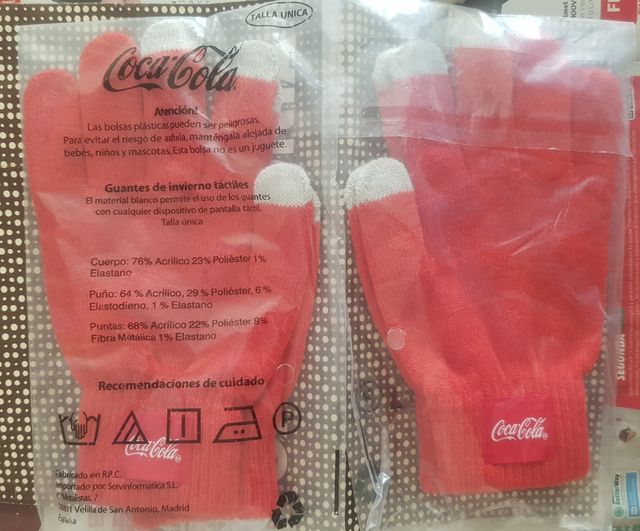 TALLA UNICA
Coca-Cola
Atención!
Las bolsas plásticas pueden ser peligrosas.
Para evitar el riesgo de asfixia, manténgala alejada de
bebés, niños y mascotas. Esta bolsa no es un juguete.
Guantes de invierno táctiles
El material blanco permite el uso de los guantes
con cualquier dispositivo de pantalla táctil.
Talla única
Cuerpo: 76% Acrílico 23% Poliéster 1%
Elastano
Puño: 64 % Acrílico, 29 % Poliéster, 6 %
Elastodieno, 1 % Elastano
Puntas: 68% Acrílico 22% Poliéster 9%
Fibra Metálica 1% Elastano
Recomendaciones de cuidado
P
Coca-Cola®
Fabricado en R.P.C.
Importado por: Servinformatica S.L.
7
Velilla de San Antonio, Madrid
España
Coca-Cola®
SEGUNDA